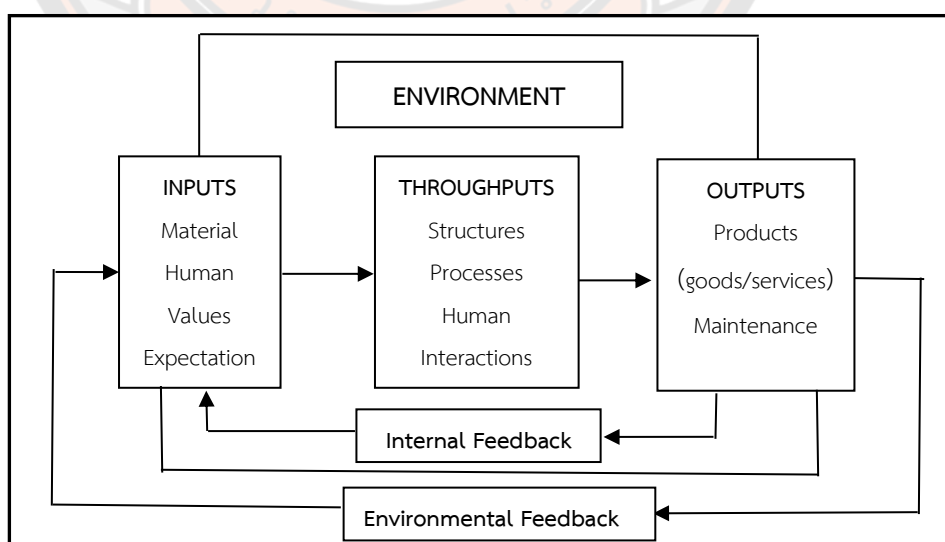 ENVIRONMENT
INPUTS
Material
Human
Values
Expectation
THROUGHPUTS
Structures
Processes
Human
Interactions
OUTPUTS
Products
(goods/services)
Maintenance
Internal Feedback
Environmental Feedback